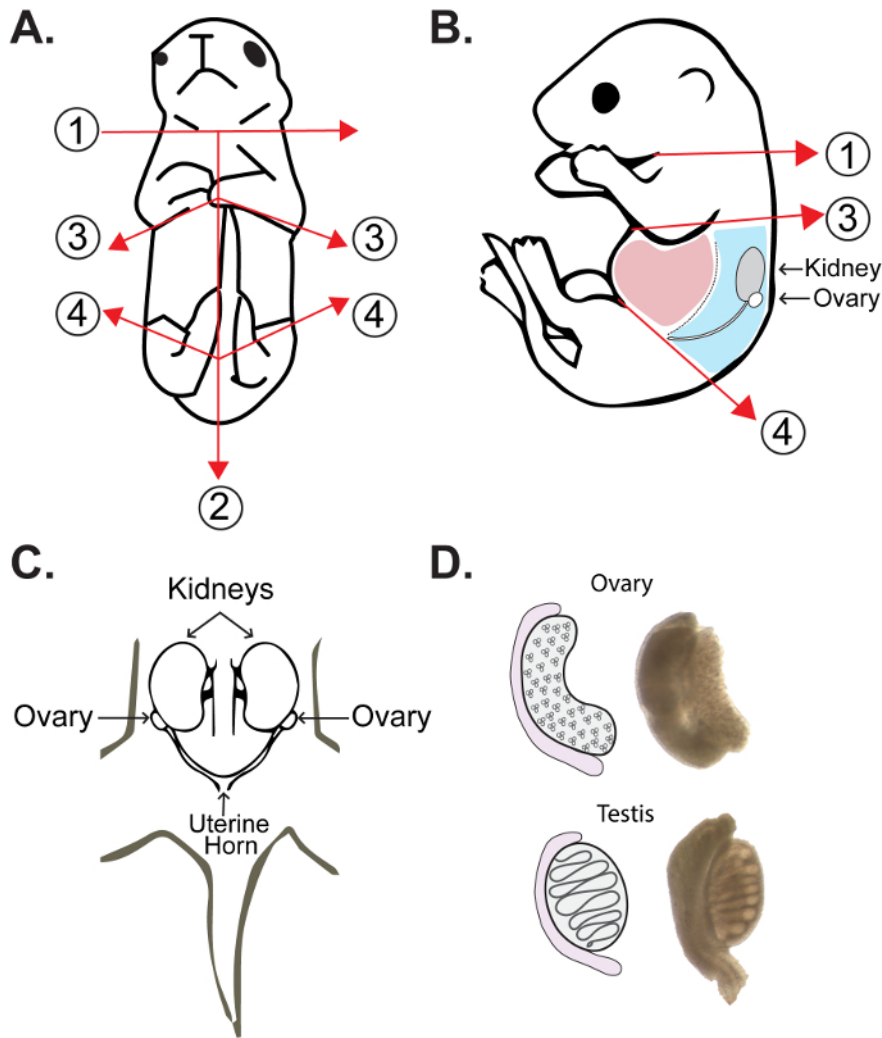 A.
①
③
③
④
④
②
B.
①
③
←Kidney
←Ovary
④
C.
Kidneys
Ovary
Ovary
Uterine
Horn
D.
Ovary
Testis